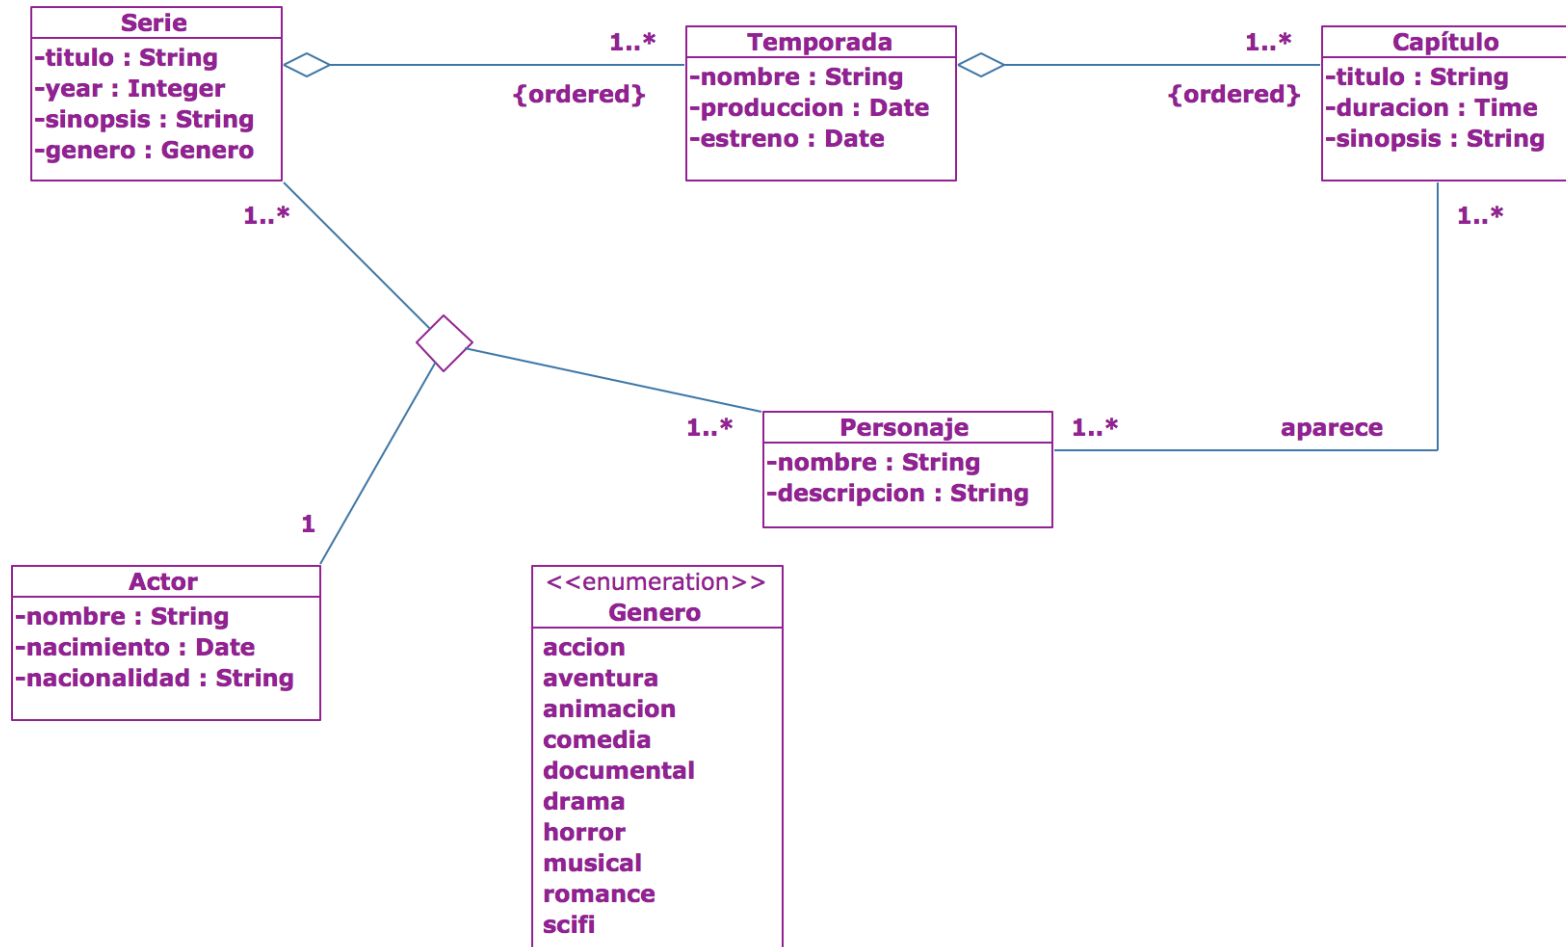 Serie
-titulo : String
-year : Integer
-sinopsis : String
-genero : Genero
1..*
{ordered}
Temporada
-nombre : String
-produccion : Date
-estreno : Date
1..*
{ordered}
Capítulo
-titulo : String
-duracion : Time
-sinopsis : String
1..*
1..*
1..*
Personaje
-nombre : String
-descripcion : String
1..*
aparece
1
Actor
-nombre : String
-nacimiento : Date
-nacionalidad : String
<<enumeration>>
Genero
accion
aventura
animacion
comedia
documental
drama
horror
musical
romance
scifi